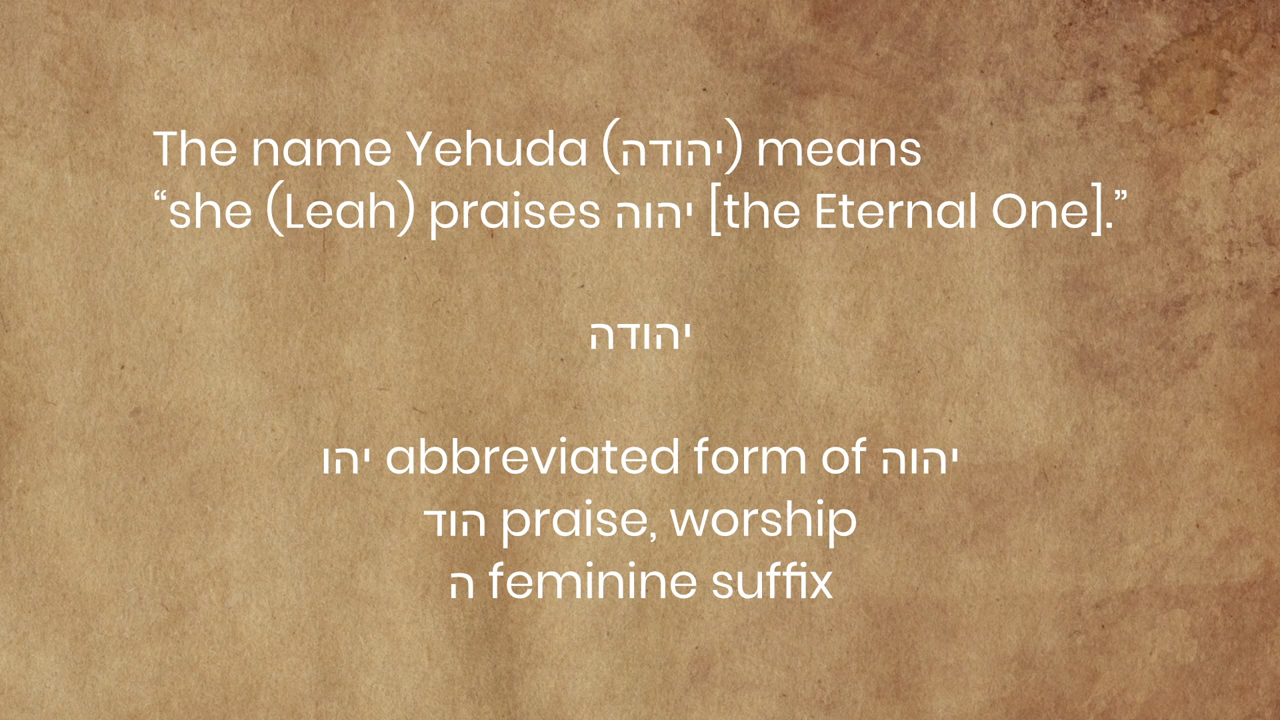 The name Yehuda (יהודה) means
“she (Leah) praises יהוה [the Eternal One].”
יהודה
יהו abbreviated form of יהוה
הוד praise, worship
ה feminine suffix